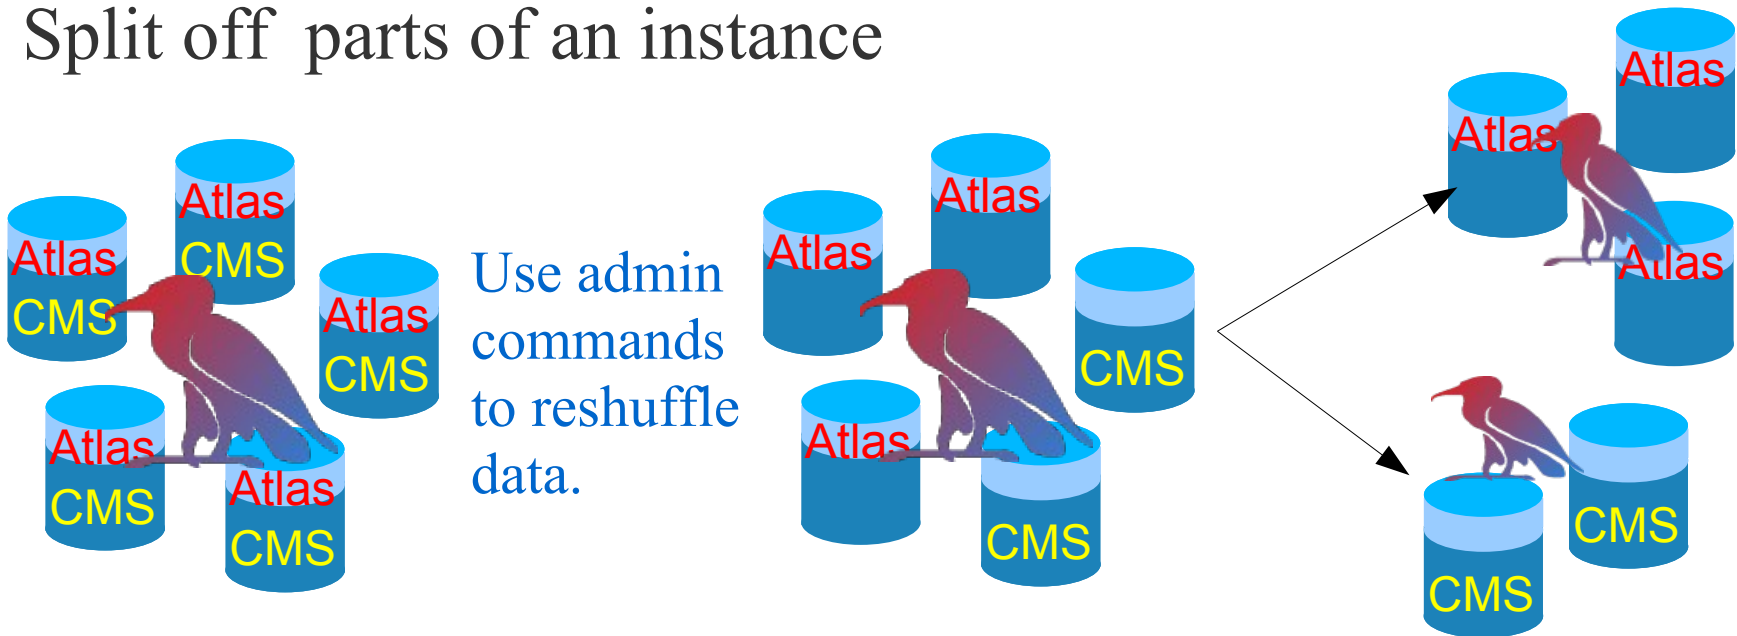 Split off parts of an instance
Atlas
CMS
Atlas
CMS
Atlas
CMS
Atlas
CMS
Atlas
CMS
Use admin
commands
to reshuffle
data.
Atlas
Atlas
CMS
Atlas
CMS
Atlas
Atlas
Atlas
CMS
CMS